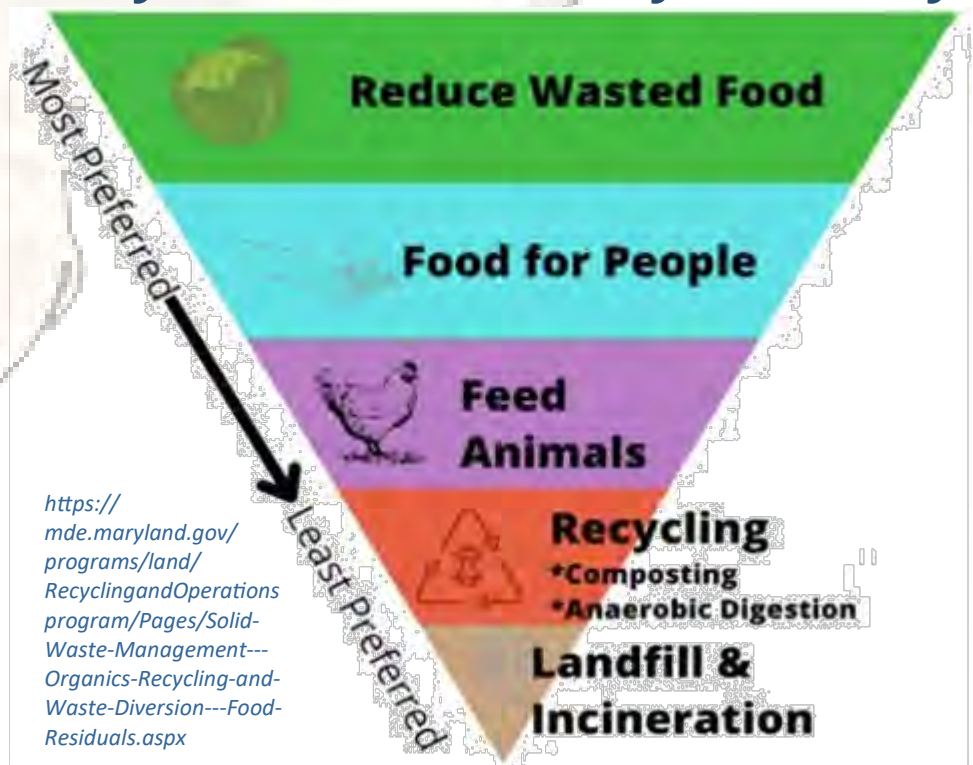 Most Preferred
Reduce Wasted Food
Food for People
Feed
Animals
Recycling
*Composting
*Anaerobic Digestion
Landfill &
Incineration
Least Preferred
https://
mde.maryland.gov/
programs/land/
RecyclingandOperations
program/Pages/Solid-
Waste-Management---
Organics-Recycling-and-
Waste-Diversion---Food-
Residuals.aspx